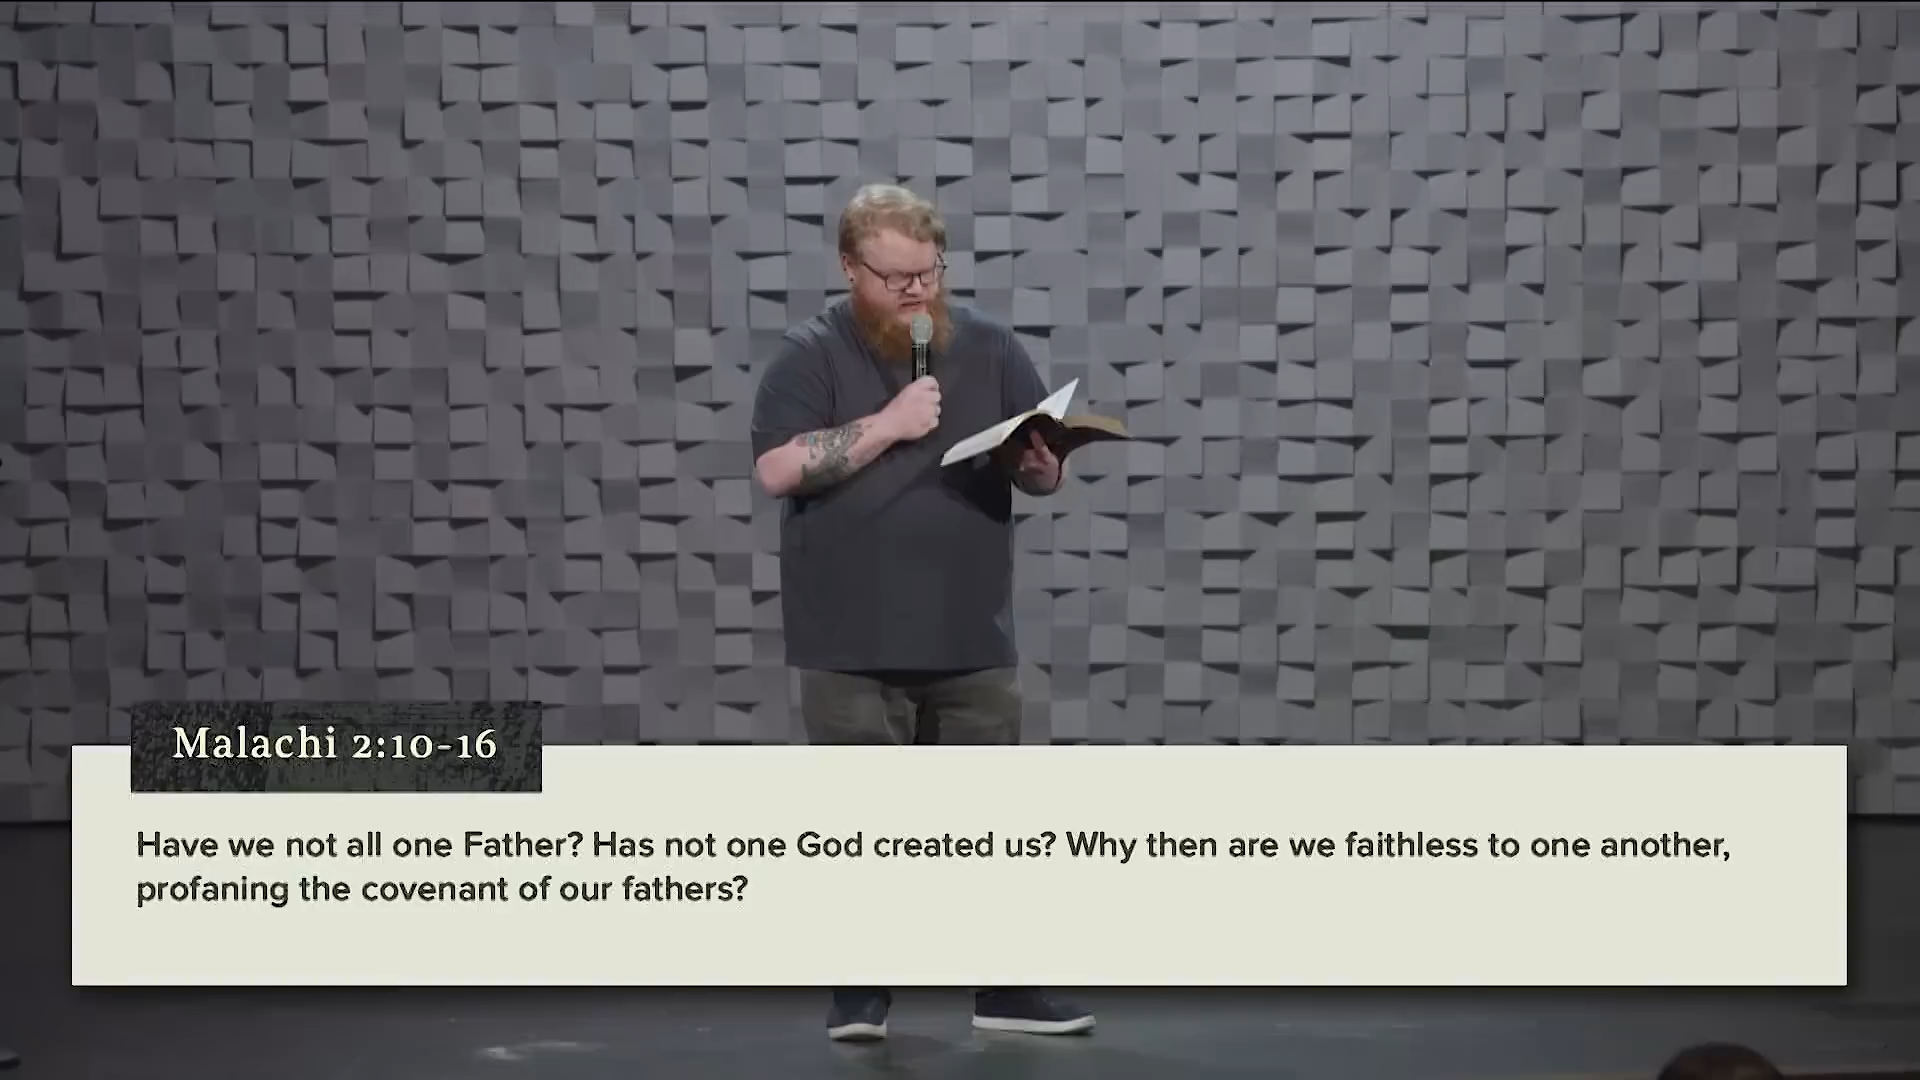 Malachi 2:10-16
Have we not all one Father? Has not one God created us? Why then are we faithless to one another,
profaning the covenant of our fathers?